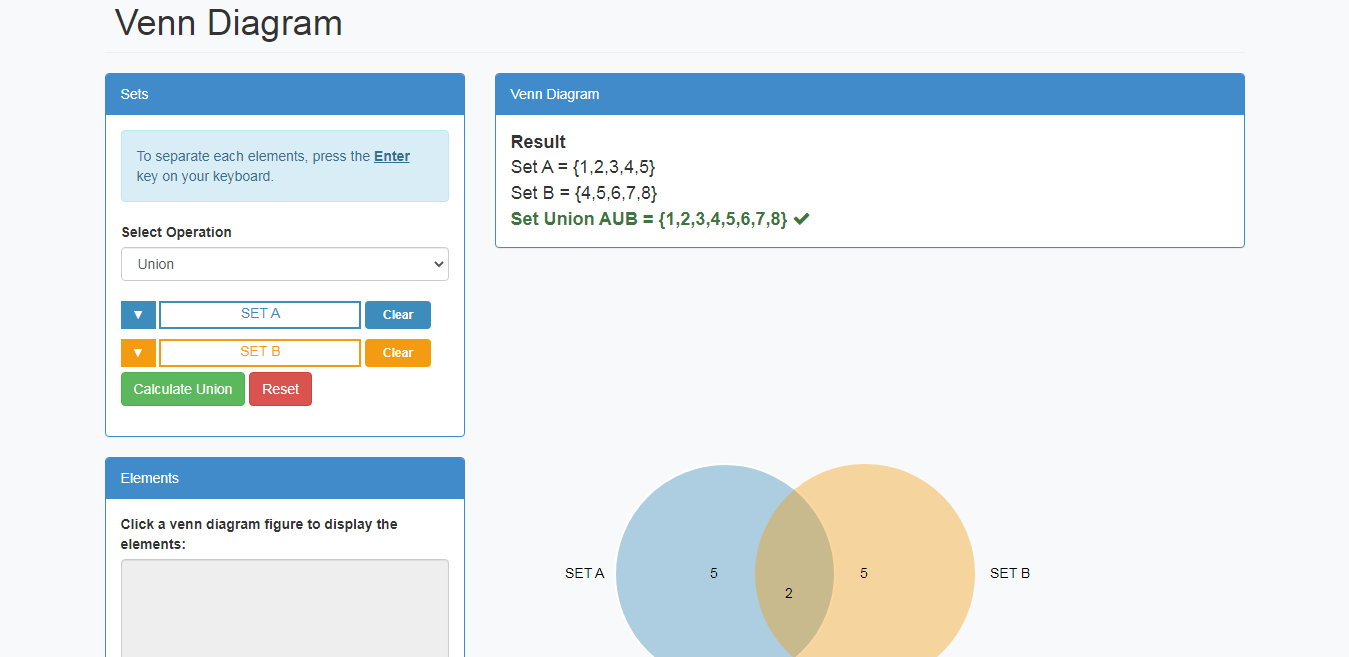 Venn Diagram
Sets
To separate each elements, press the Enter
key on your keyboard.
Select Operation
Union
▼ SET A Clear
▼ SET B Clear
Calculate Union Reset
Elements
Click a venn diagram figure to display the
elements:
Venn Diagram
Result
Set A = {1,2,3,4,5}
Set B = {4,5,6,7,8}
Set Union AUB = {1,2,3,4,5,6,7,8} ✔
SET A 5 5 SET B
2